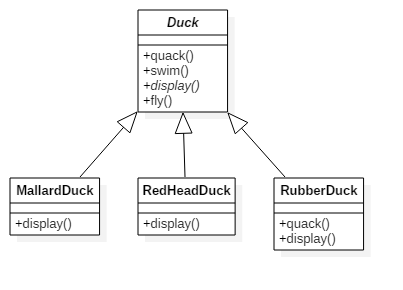 Duck
+quack()
+swim()
+display()
+fly()
MallardDuck
+display()
RedHeadDuck
+display()
RubberDuck
+quack()
+display()